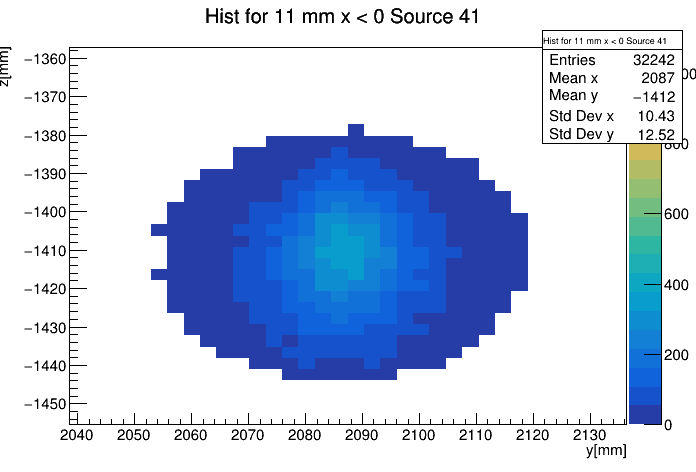 Hist for 11 mm x < 0 Source 41
Hist for 11 mm x < 0 Source 41
Entries 32242
Mean x 2087
Mean y −1412
Std Dev x 10.43
Std Dev y 12.52
z[mm]
−1360
−1370
−1380
−1390
−1400
−1410
−1420
−1430
−1440
−1450
2040 2050 2060 2070 2080 2090 2100 2110 2120 2130
y[mm]
600
400
200
0